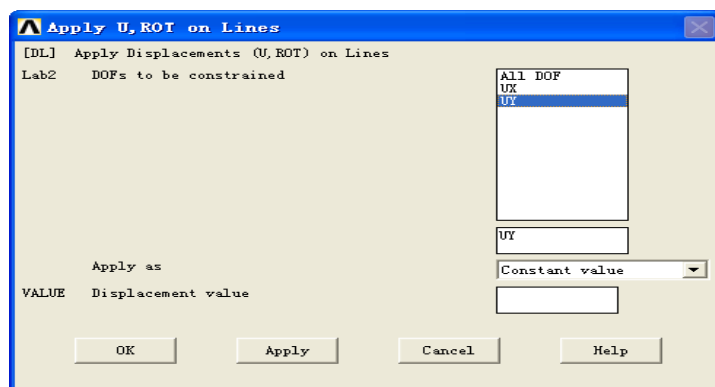 Apply U,ROT on Lines
[DL] Apply Displacements (U,ROT) on Lines
Lab2 DOFs to be constrained
All DOF
UX
UY
UY
Apply as Constant value
VALUE Displacement value
OK Apply Cancel Help